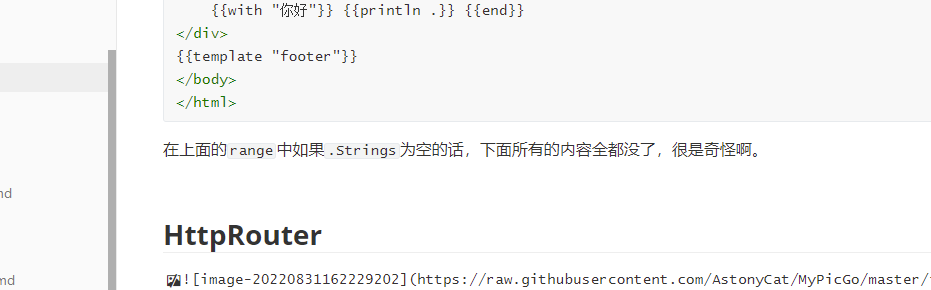 {{with "你好"}} {{println .}} {{end}}
</div>
{{template "footer"}}
</body>
</html>
在上面的range中如果.Strings为空的话，下面所有的内容全都没了，很是奇怪啊。
nd
HttpRouter
![image-20220831162229202](https://raw.githubusercontent.com/AstonyCat/MyPicGo/master/
md